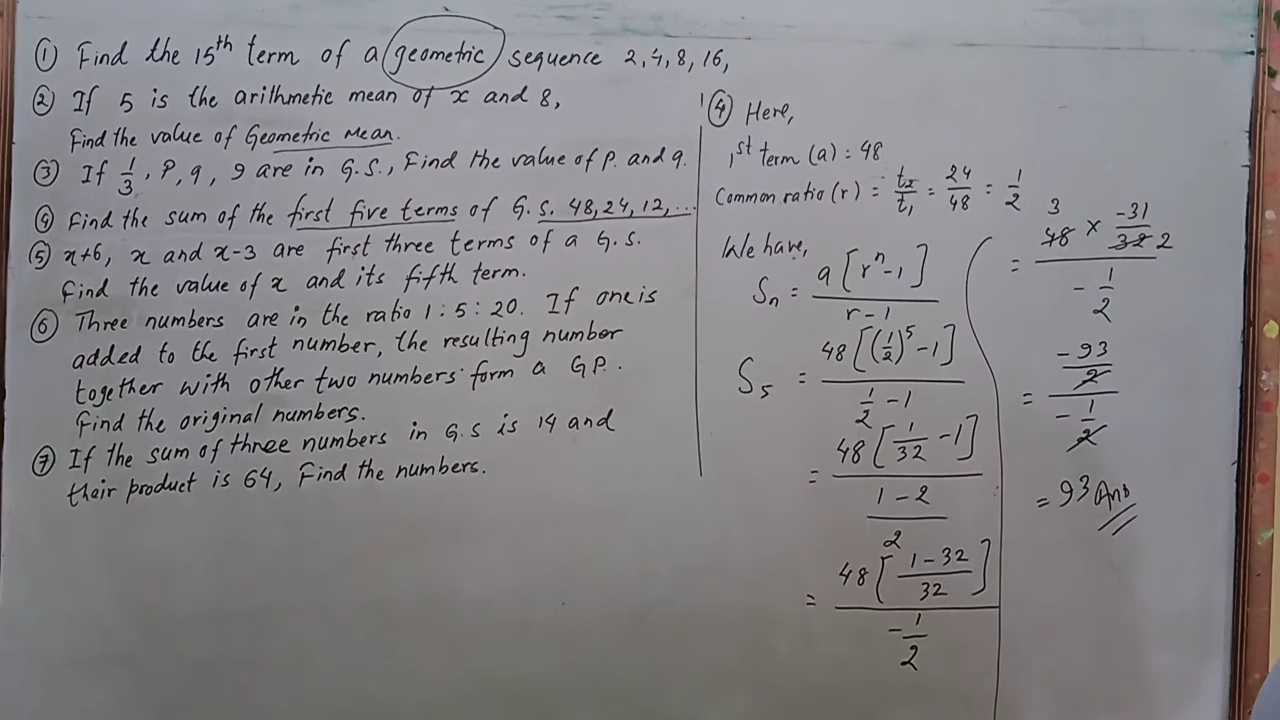 ① Find the 15th term of a geometric sequence 2, 4, 8, 16,
② If 5 is the arithmetic mean of x and 8,
Find the value of Geometric Mean.
③ If 1/3, P, q, 9 are in G.S., Find the value of P. and q.
④ Find the sum of the first five terms of G.S. 48, 24, 12, ...
⑤ x+6, x and x-3 are first three terms of a G.S.
Find the value of x and its fifth term.
⑥ Three numbers are in the ratio 1 : 5 : 20. If one is
added to the first number, the resulting number
together with other two numbers form a G.P.
Find the original numbers.
⑦ If the sum of three numbers in G.S is 14 and
their product is 64, Find the numbers.
④ Here,
1st term (a) = 48
Common ratio (r) = t2/t1 = 24/48 = 1/2
We have,
Sn = a[r^n - 1] / r - 1
S5 = 48[(1/2)^5 - 1] / 1/2 - 1
= 48[1/32 - 1] / 1-2/2
= 48[1-32/32] / -1/2
= 3 48 × -31/32 2 / -1/2
= -93/2 / -1/2
= 93 Ans